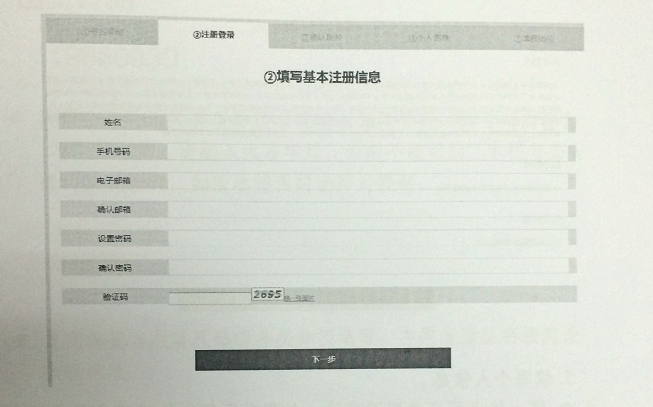 ②注册登录
②填写基本注册信息
姓名
手机号码
电子邮箱
确认邮箱
设置密码
确认密码
验证码 2695
下一步